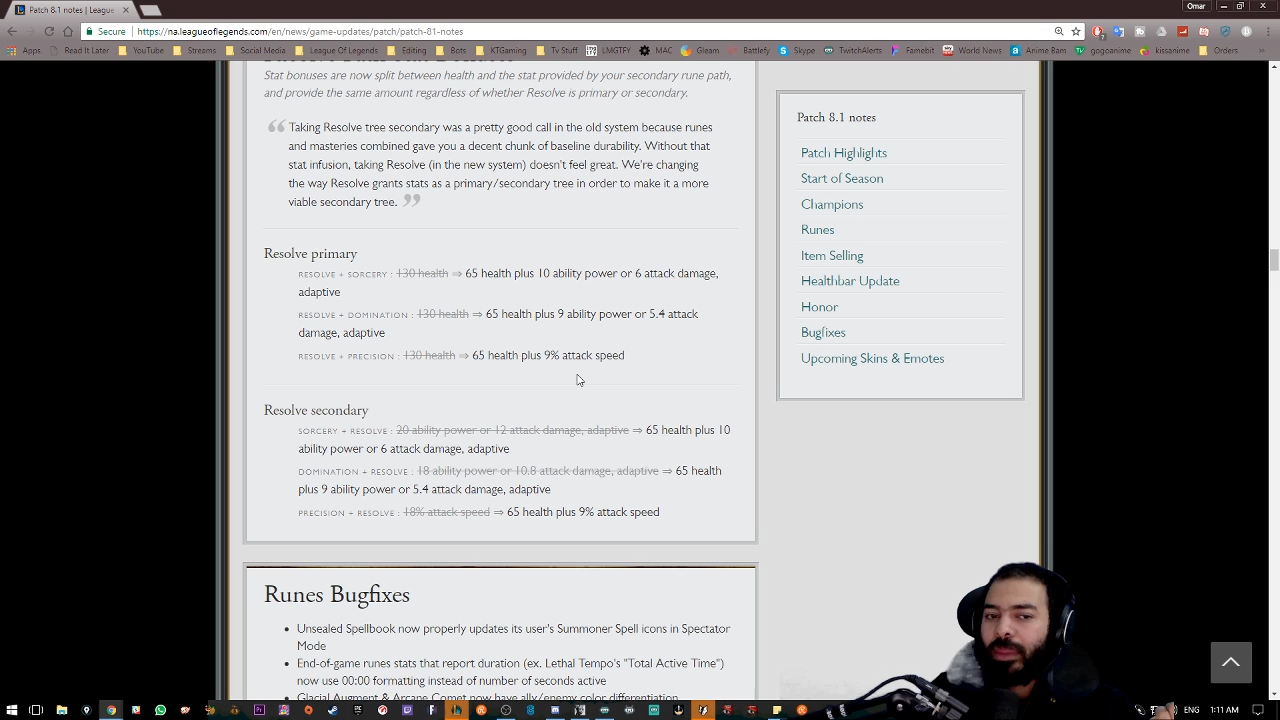 Patch 8.1 notes | League
Omar
Secure
https://na.leagueoflegends.com/en/news/game-updates/patch/patch-81-notes
Apps Read It Later YouTube Streams Social Media League Of Legends Editing Bots KTGaming Tv Stuff LMGTFY MAC Gleam Battlefy Skype TwitchAlerts Famebit World News Anime Bam gogoanime kissanime Orders
Stat bonuses are now split between health and the stat provided by your secondary rune path,
and provide the same amount regardless of whether Resolve is primary or secondary.
“ Taking Resolve tree secondary was a pretty good call in the old system because runes
and masteries combined gave you a decent chunk of baseline durability. Without that
stat infusion, taking Resolve (in the new system) doesn't feel great. We're changing
the way Resolve grants stats as a primary/secondary tree in order to make it a more
viable secondary tree. ”
Resolve primary
RESOLVE + SORCERY : 130 health ⇒ 65 health plus 10 ability power or 6 attack damage,
adaptive
RESOLVE + DOMINATION : 130 health ⇒ 65 health plus 9 ability power or 5.4 attack
damage, adaptive
RESOLVE + PRECISION : 130 health ⇒ 65 health plus 9% attack speed
Resolve secondary
SORCERY + RESOLVE : 20 ability power or 12 attack damage, adaptive ⇒ 65 health plus 10
ability power or 6 attack damage, adaptive
DOMINATION + RESOLVE : 18 ability power or 10.8 attack damage, adaptive ⇒ 65 health
plus 9 ability power or 5.4 attack damage, adaptive
PRECISION + RESOLVE : 18% attack speed ⇒ 65 health plus 9% attack speed
Runes Bugfixes
• Unsealed Spellbook now properly updates its user's Summoner Spell icons in Spectator
Mode
• End-of-game runes stats that report duration (ex. Lethal Tempo's "Total Active Time")
now use 00:00 formatting instead of number of seconds active
• Glacial Augment & Arcane Comet now have ally/enemy color differentiation
Patch 8.1 notes
Patch Highlights
Start of Season
Champions
Runes
Item Selling
Healthbar Update
Honor
Bugfixes
Upcoming Skins & Emotes
ENG 1:11 AM